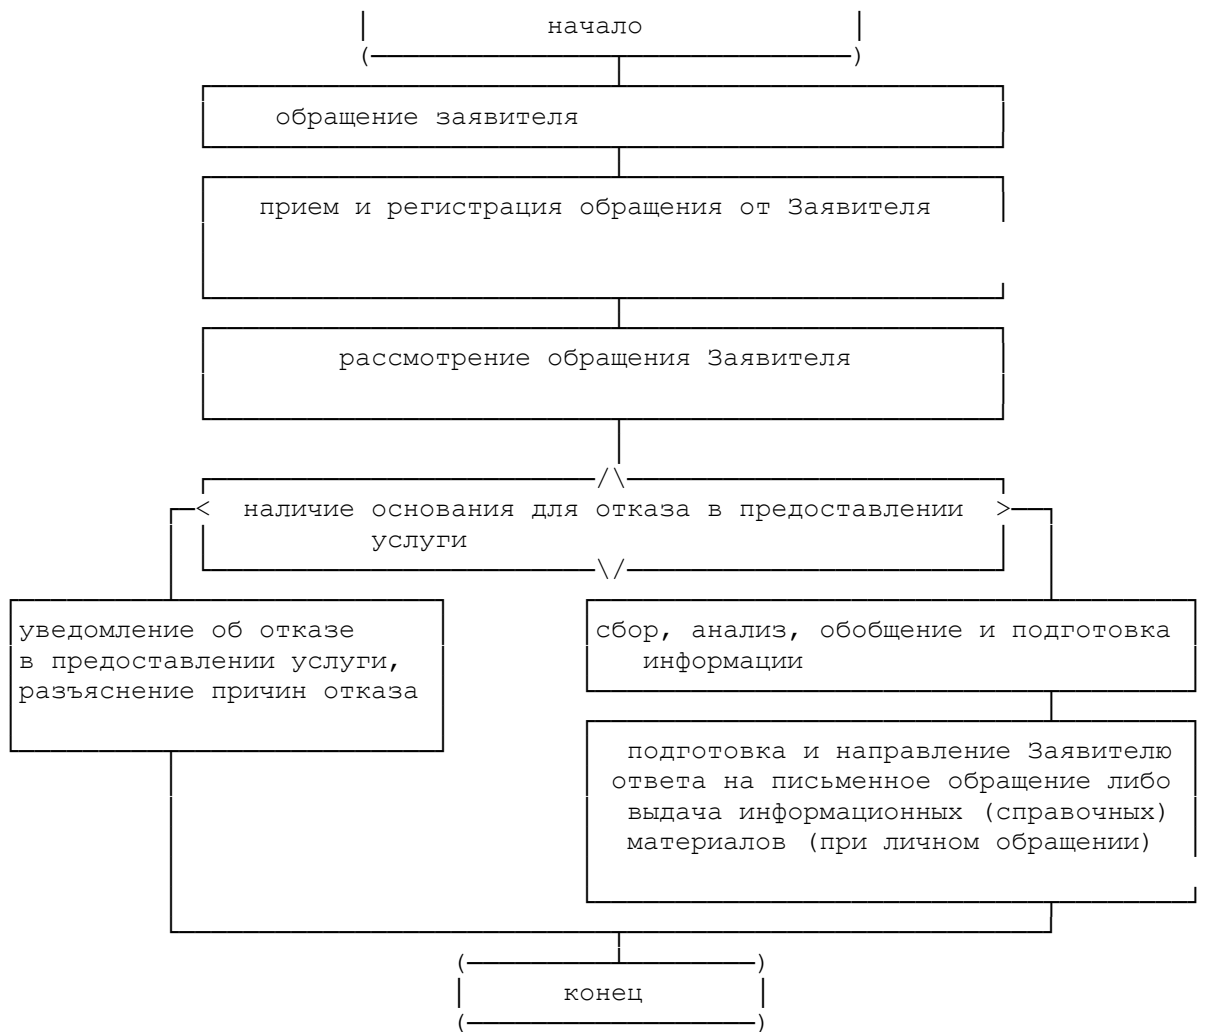 начало
обращение заявителя
прием и регистрация обращения от Заявителя
рассмотрение обращения Заявителя
наличие основания для отказа в предоставлении
услуги
уведомление об отказе
в предоставлении услуги,
разъяснение причин отказа
сбор, анализ, обобщение и подготовка
информации
подготовка и направление Заявителю
ответа на письменное обращение либо
выдача информационных (справочных)
материалов (при личном обращении)
конец